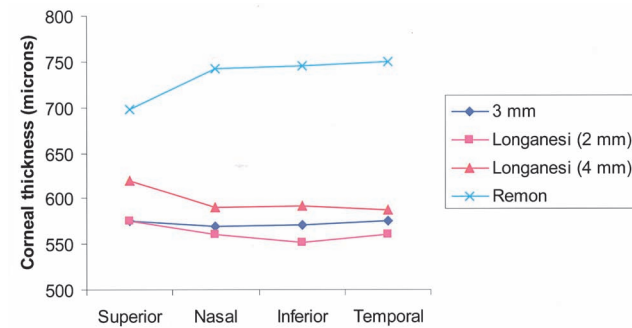 Corneal thickness (microns)
800
750
700
650
600
550
500
Superior
Nasal
Inferior
Temporal
3 mm
Longanesi (2 mm)
Longanesi (4 mm)
Remon